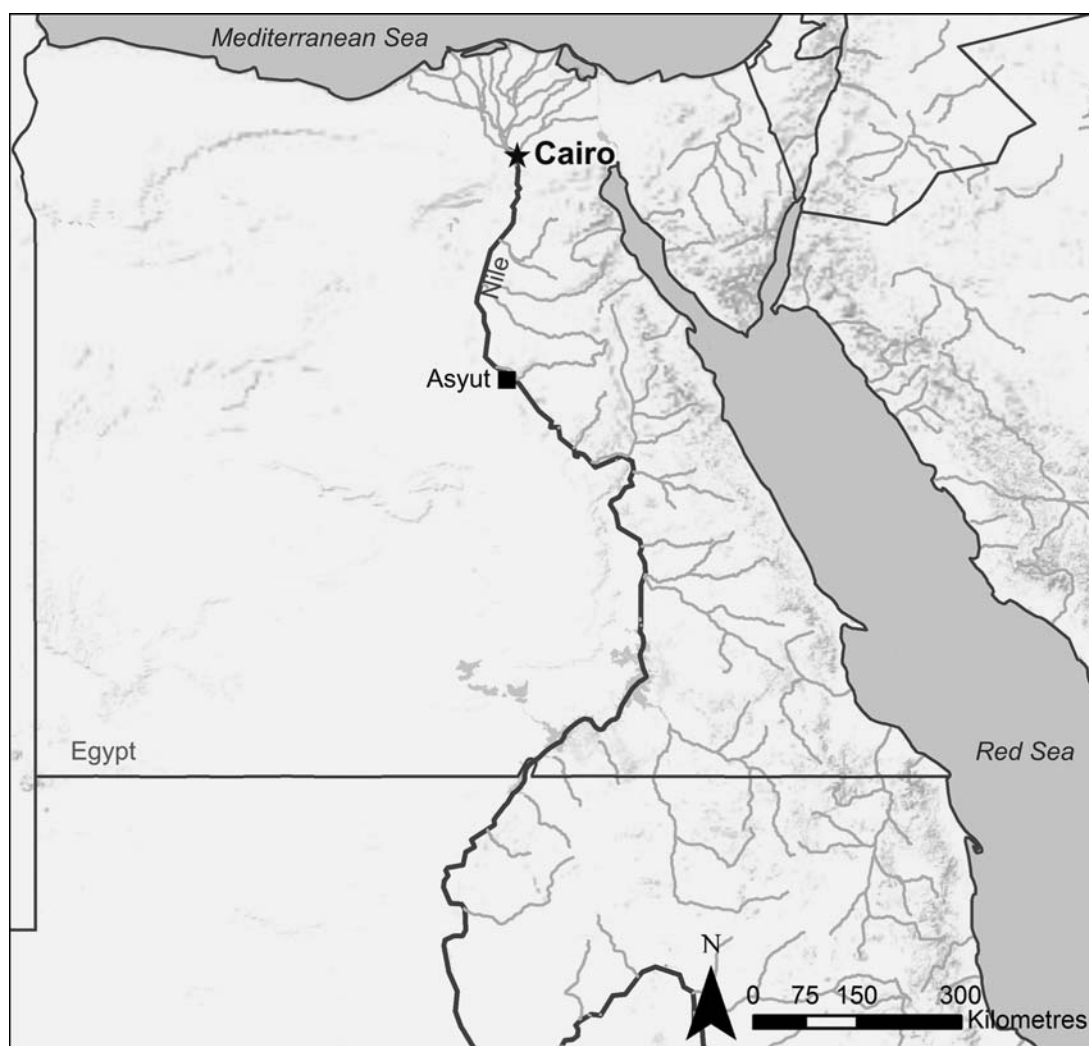 Mediterranean Sea
Cairo
Nile
Asyut
Egypt
Red Sea
N
0 75 150 300
Kilometres